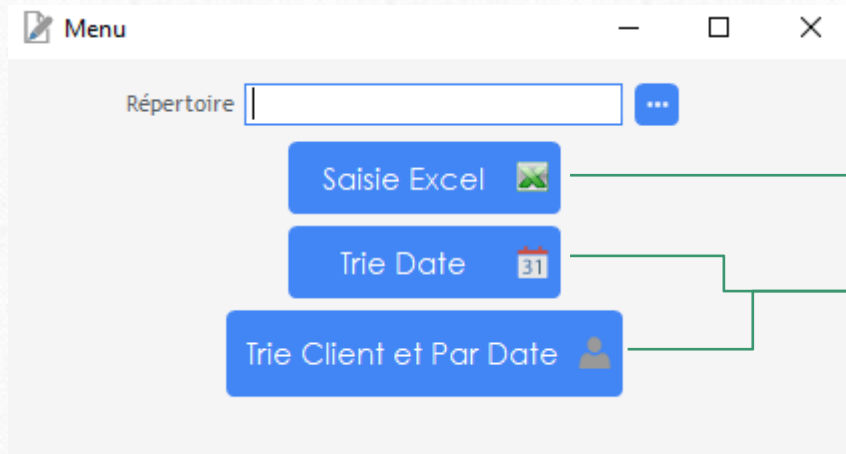 Menu
Répertoire
Saisie Excel
Trie Date 31
Trie Client et Par Date